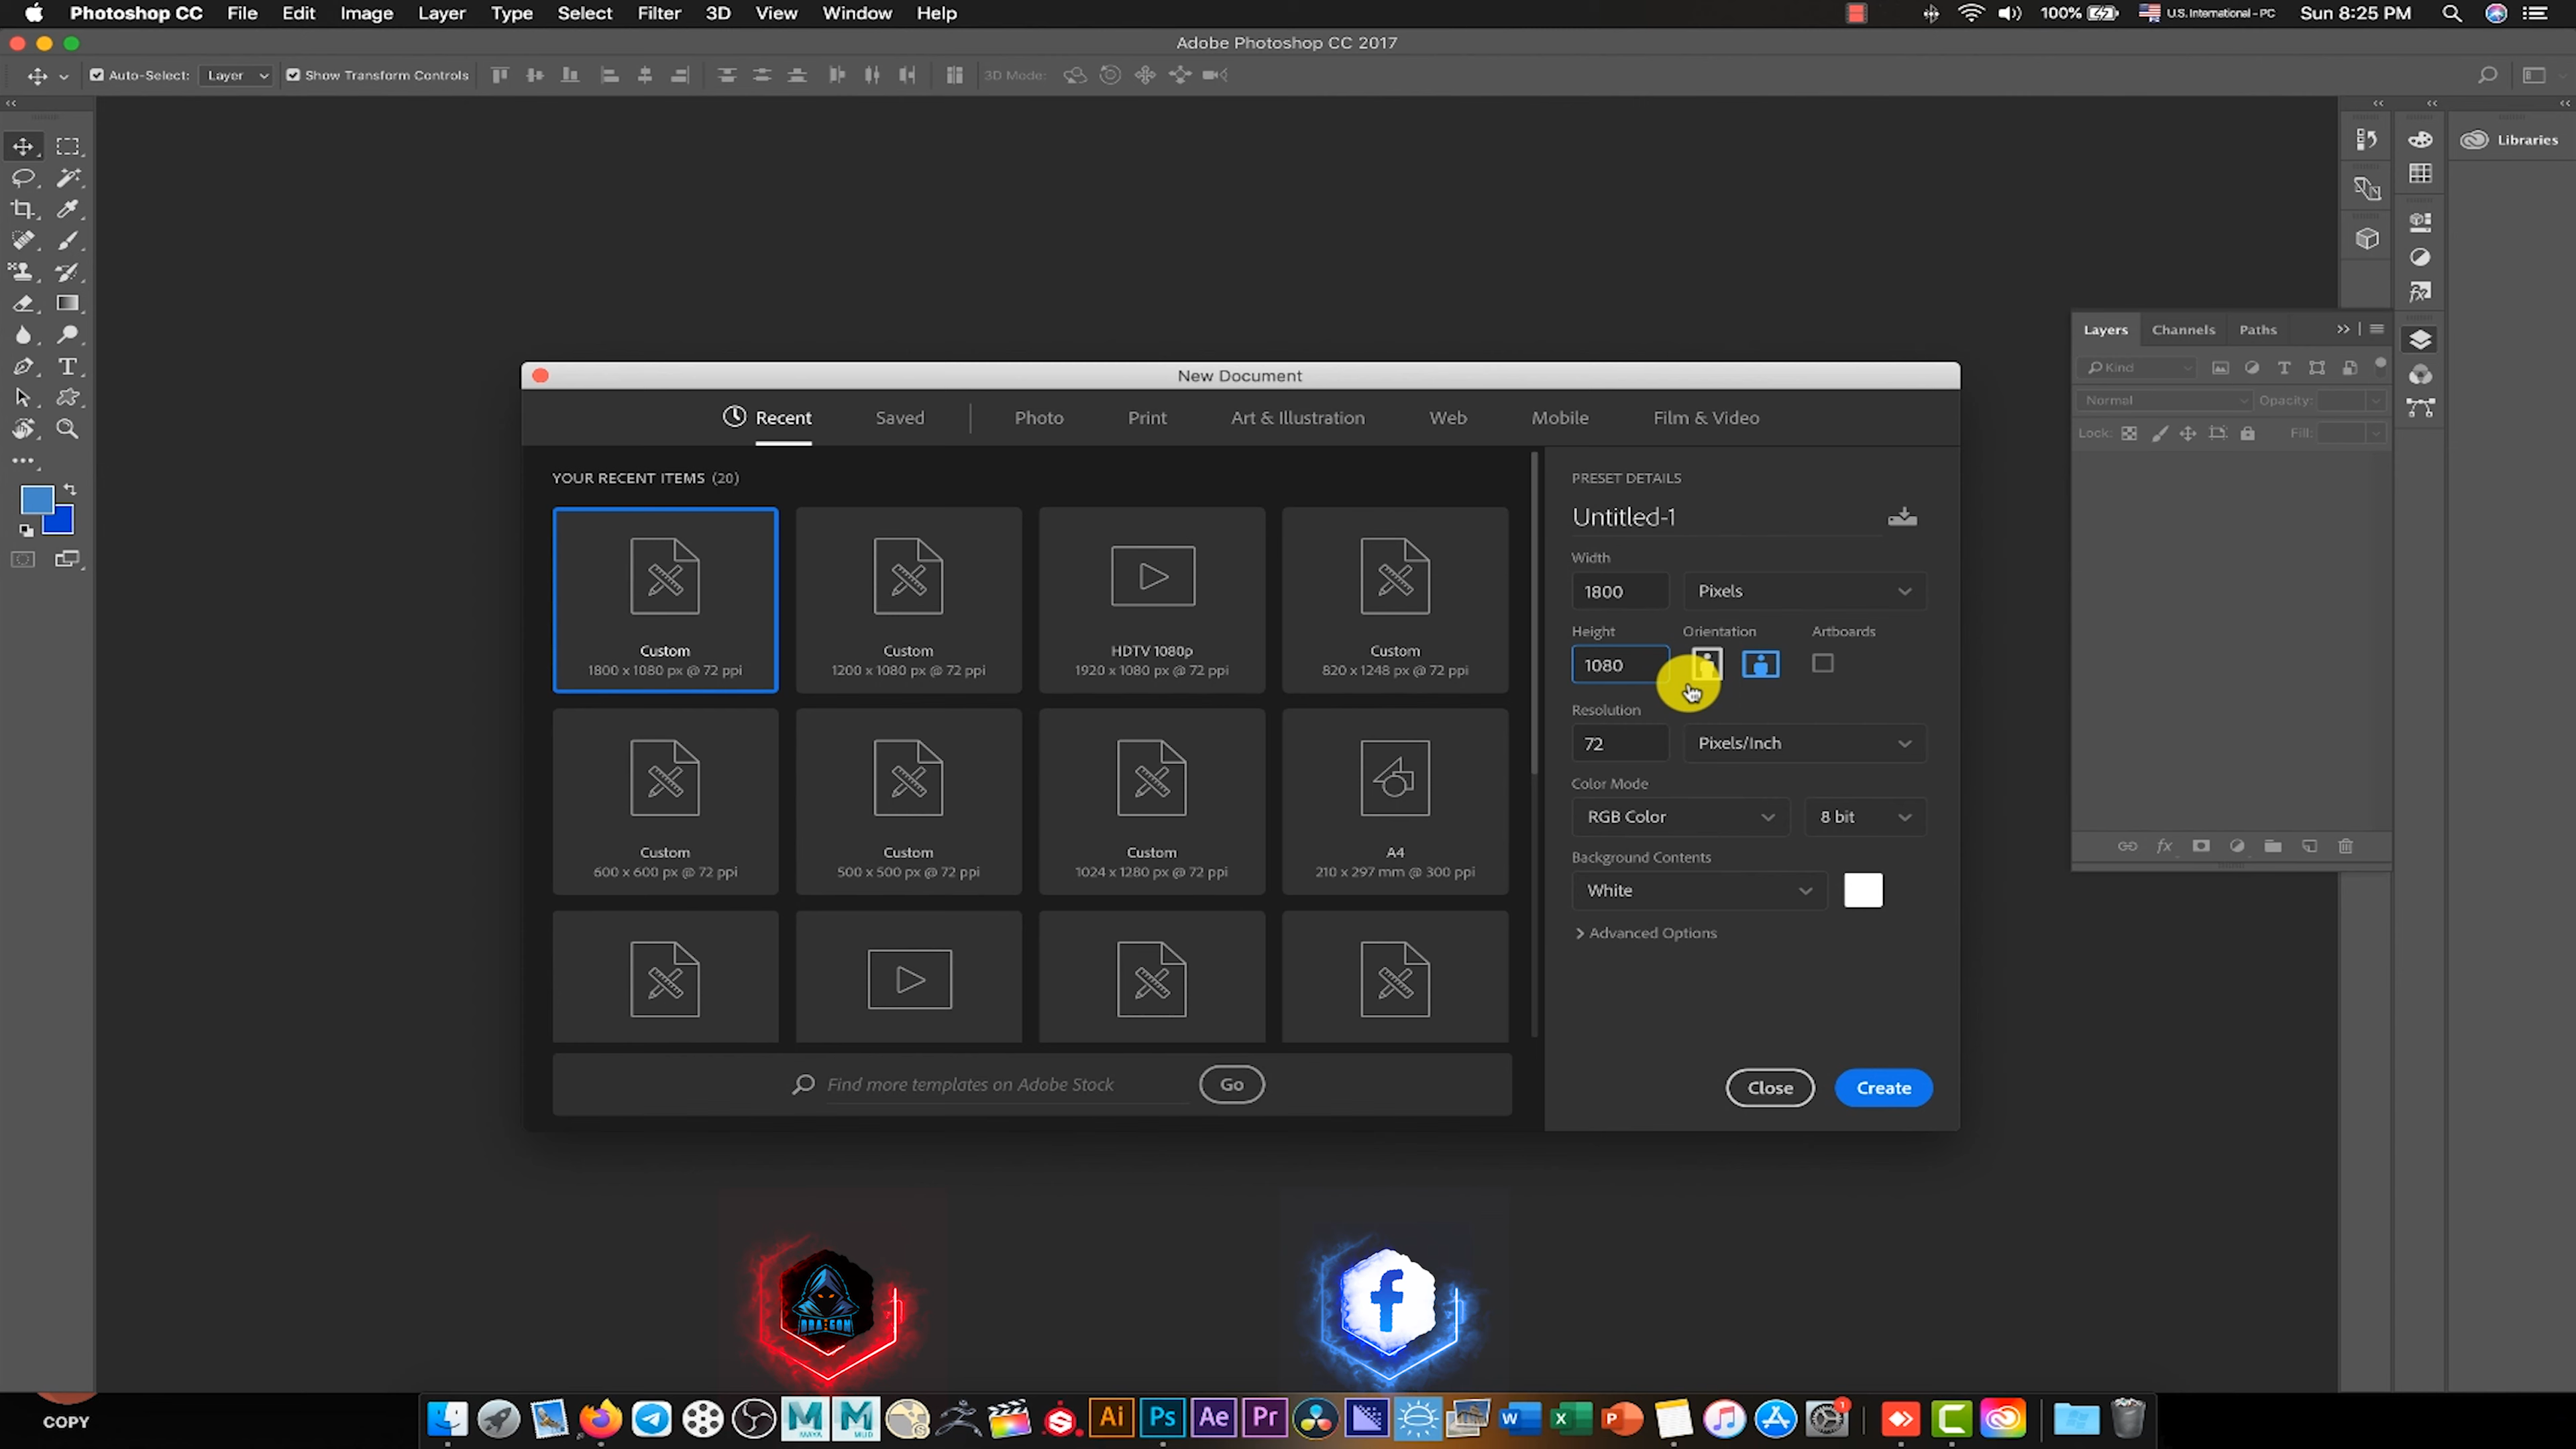 Photoshop CC File Edit Image Layer Type Select Filter 3D View Window Help 100% U.S. International – PC Sun 8:25 PM
Adobe Photoshop CC 2017
Auto-Select: Layer Show Transform Controls 3D Mode:
Libraries
Layers Channels Paths
Kind
Normal Opacity:
Lock: Fill:
New Document
Recent Saved Photo Print Art & Illustration Web Mobile Film & Video
YOUR RECENT ITEMS (20)
Custom
1800 x 1080 px @ 72 ppi
Custom
1200 x 1080 px @ 72 ppi
HDTV 1080p
1920 x 1080 px @ 72 ppi
Custom
820 x 1248 px @ 72 ppi
Custom
600 x 600 px @ 72 ppi
Custom
500 x 500 px @ 72 ppi
Custom
1024 x 1280 px @ 72 ppi
A4
210 x 297 mm @ 300 ppi
Find more templates on Adobe Stock Go
PRESET DETAILS
Untitled-1
Width
1800 Pixels
Height Orientation Artboards
1080
Resolution
72 Pixels/Inch
Color Mode
RGB Color 8 bit
Background Contents
White
Advanced Options
Close Create
COPY
M MAYA M MUD Ai Ps Ae Pr W X P 1 C